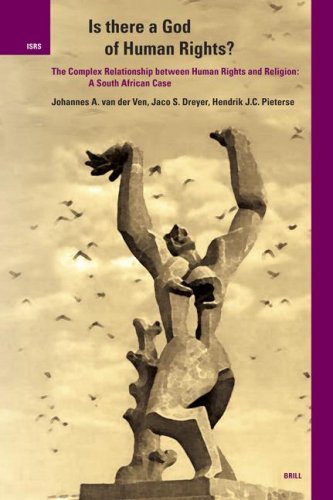 ISRS
Is there a God
of Human Rights?
The Complex Relationship between Human Rights and Religion:
A South African Case
Johannes A. van der Ven, Jaco S. Dreyer, Hendrik J.C. Pieterse
BRILL